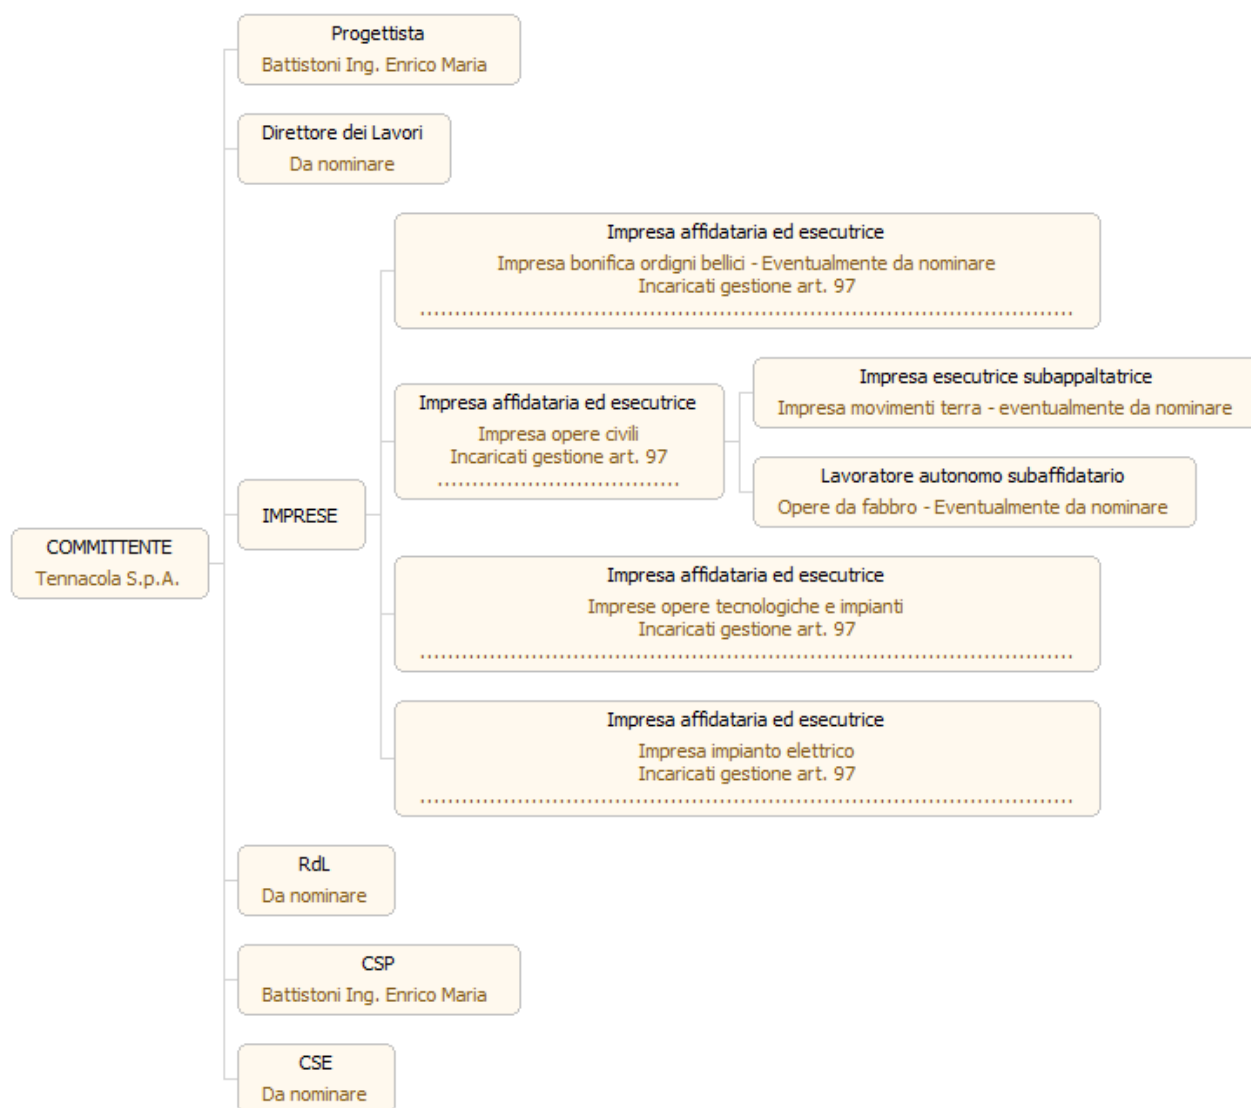 Progettista
Battistoni Ing. Enrico Maria
Direttore dei Lavori
Da nominare
Impresa affidataria ed esecutrice
Impresa bonifica ordigni bellici - Eventualmente da nominare
Incaricati gestione art. 97
...............................................................................................
Impresa affidataria ed esecutrice
Impresa opere civili
Incaricati gestione art. 97
...................................
Impresa esecutrice subappaltatrice
Impresa movimenti terra - eventualmente da nominare
Lavoratore autonomo subaffidatario
Opere da fabbro - Eventualmente da nominare
IMPRESE
COMMITTENTE
Tennacola S.p.A.
Impresa affidataria ed esecutrice
Imprese opere tecnologiche e impianti
Incaricati gestione art. 97
...............................................................................................
Impresa affidataria ed esecutrice
Impresa impianto elettrico
Incaricati gestione art. 97
...............................................................................................
RdL
Da nominare
CSP
Battistoni Ing. Enrico Maria
CSE
Da nominare